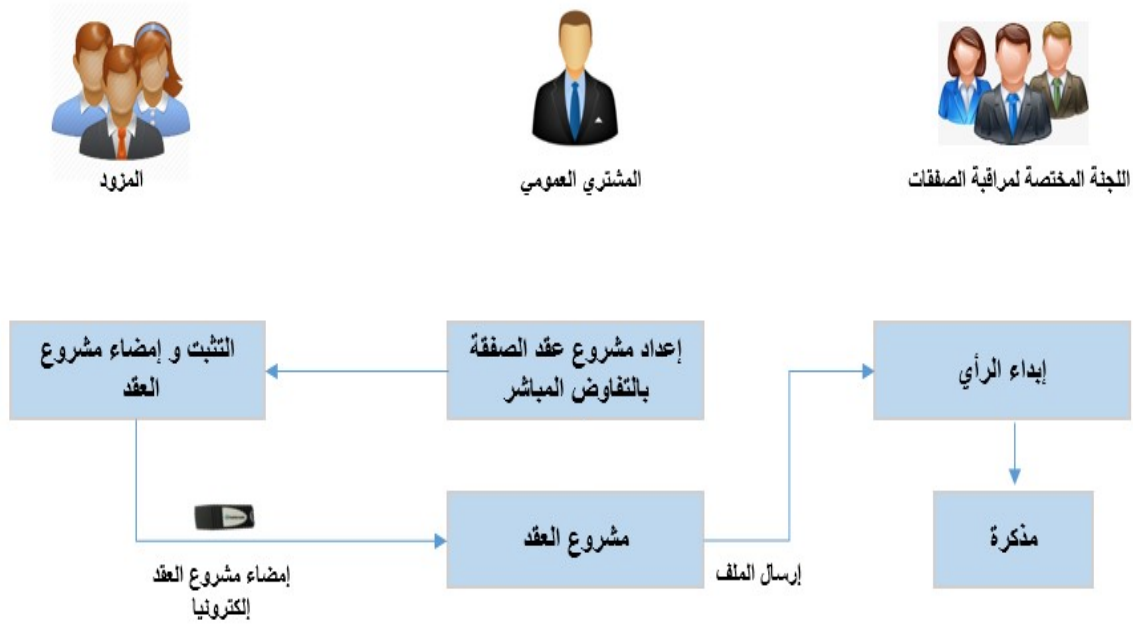 اللجنة المختصة لمراقبة الصفقات
المشتري العمومي
المزود
إبداء الرأي
إعداد مشروع عقد الصفقة
بالتفاوض المباشر
التثبت و إمضاء مشروع
العقد
مذكرة
مشروع العقد
إرسال الملف
إمضاء مشروع العقد
إلكترونيا